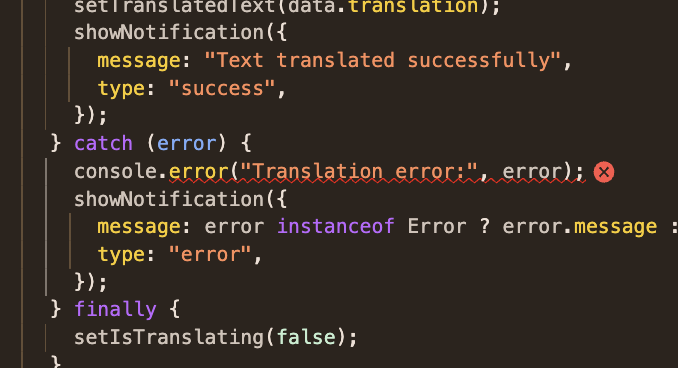 setTranslatedText(data.translation);
showNotification({
message: "Text translated successfully",
type: "success",
});
} catch (error) {
console.error("Translation error:", error);
showNotification({
message: error instanceof Error ? error.message :
type: "error",
});
} finally {
setIsTranslating(false);
}